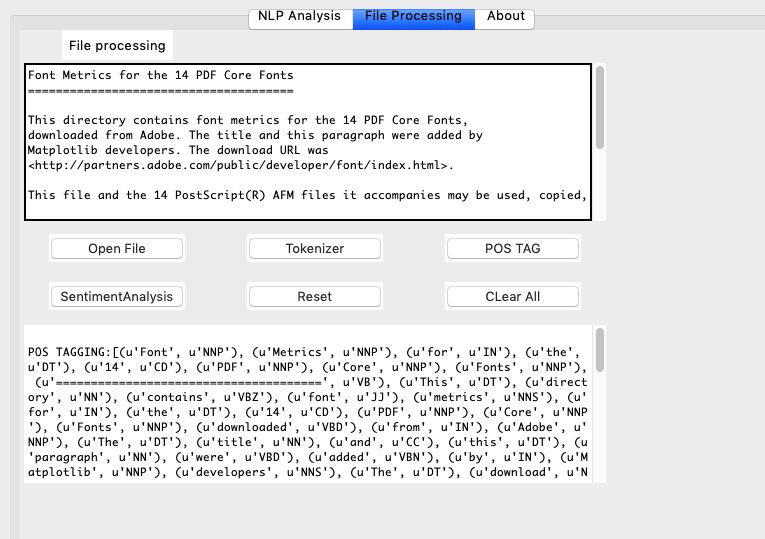 NLP Analysis File Processing About
File processing
Font Metrics for the 14 PDF Core Fonts
======================================
This directory contains font metrics for the 14 PDF Core Fonts,
downloaded from Adobe. The title and this paragraph were added by
Matplotlib developers. The download URL was
<http://partners.adobe.com/public/developer/font/index.html>.
This file and the 14 PostScript(R) AFM files it accompanies may be used, copied,
Open File Tokenizer POS TAG
SentimentAnalysis Reset CLear All
POS TAGGING:[(u'Font', u'NNP'), (u'Metrics', u'NNP'), (u'for', u'IN'), (u'the',
u'DT'), (u'14', u'CD'), (u'PDF', u'NNP'), (u'Core', u'NNP'), (u'Fonts', u'NNP'),
(u'======================================', u'VB'), (u'This', u'DT'), (u'direct
ory', u'NN'), (u'contains', u'VBZ'), (u'font', u'JJ'), (u'metrics', u'NNS'), (u'
for', u'IN'), (u'the', u'DT'), (u'14', u'CD'), (u'PDF', u'NNP'), (u'Core', u'NNP
'), (u'Fonts', u'NNP'), (u'downloaded', u'VBD'), (u'from', u'IN'), (u'Adobe', u'
NNP'), (u'The', u'DT'), (u'title', u'NN'), (u'and', u'CC'), (u'this', u'DT'), (u
'paragraph', u'NN'), (u'were', u'VBD'), (u'added', u'VBN'), (u'by', u'IN'), (u'M
atplotlib', u'NNP'), (u'developers', u'NNS'), (u'The', u'DT'), (u'download', u'N